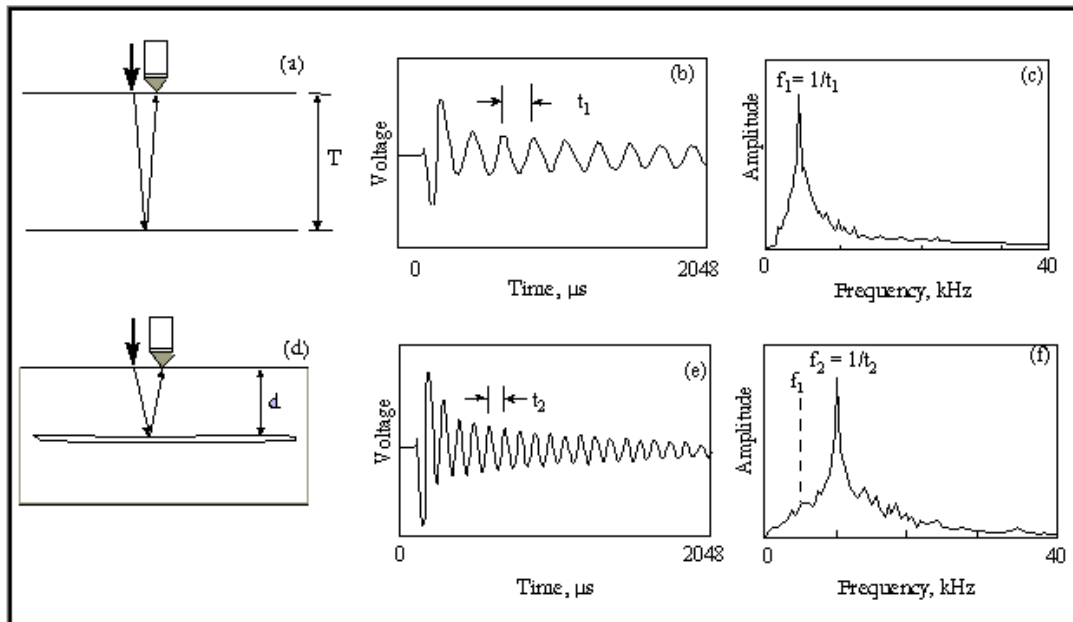 (a)
T
(b)
t₁
Voltage
0 2048
Time, μs
(c)
f₁= 1/t₁
Amplitude
0 40
Frequency, kHz
(d)
d
(e)
t₂
Voltage
0 2048
Time, μs
(f)
f₂ = 1/t₂
f₁
Amplitude
0 40
Frequency, kHz